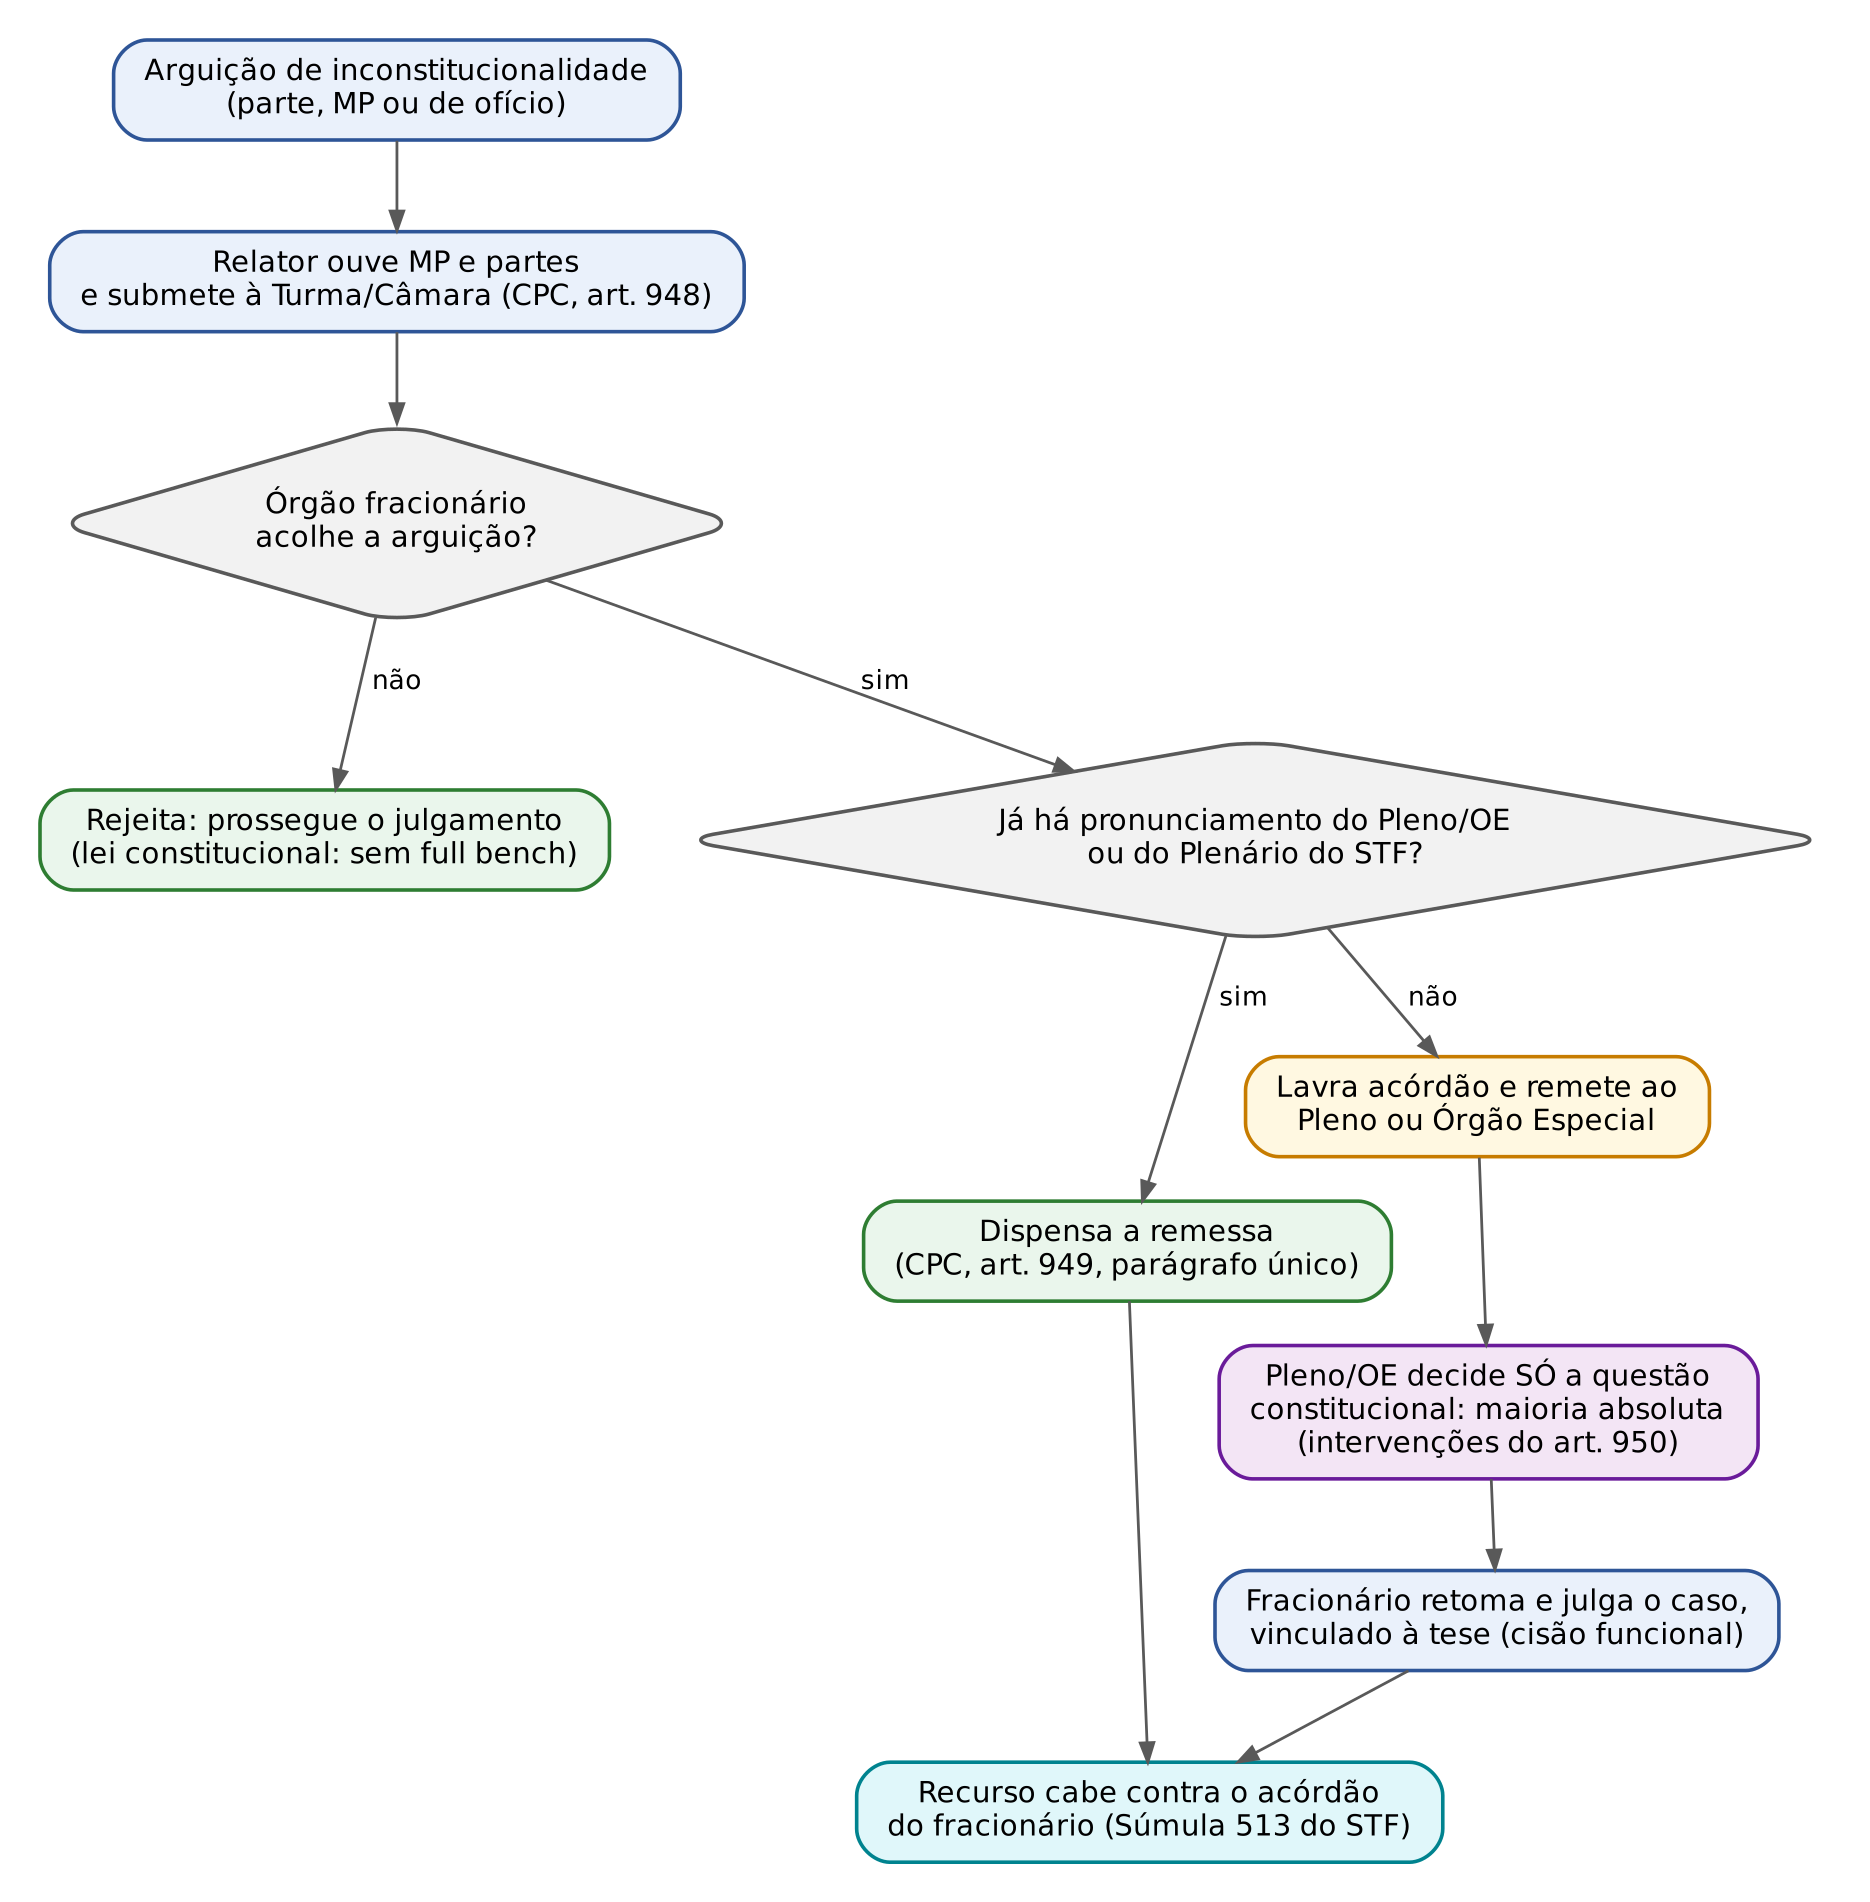 Arguição de inconstitucionalidade
(parte, MP ou de ofício)
Relator ouve MP e partes
e submete à Turma/Câmara (CPC, art. 948)
Órgão fracionário
acolhe a arguição?
não
sim
Rejeita: prossegue o julgamento
(lei constitucional: sem full bench)
Já há pronunciamento do Pleno/OE
ou do Plenário do STF?
sim
não
Lavra acórdão e remete ao
Pleno ou Órgão Especial
Dispensa a remessa
(CPC, art. 949, parágrafo único)
Pleno/OE decide SÓ a questão
constitucional: maioria absoluta
(intervenções do art. 950)
Fracionário retoma e julga o caso,
vinculado à tese (cisão funcional)
Recurso cabe contra o acórdão
do fracionário (Súmula 513 do STF)